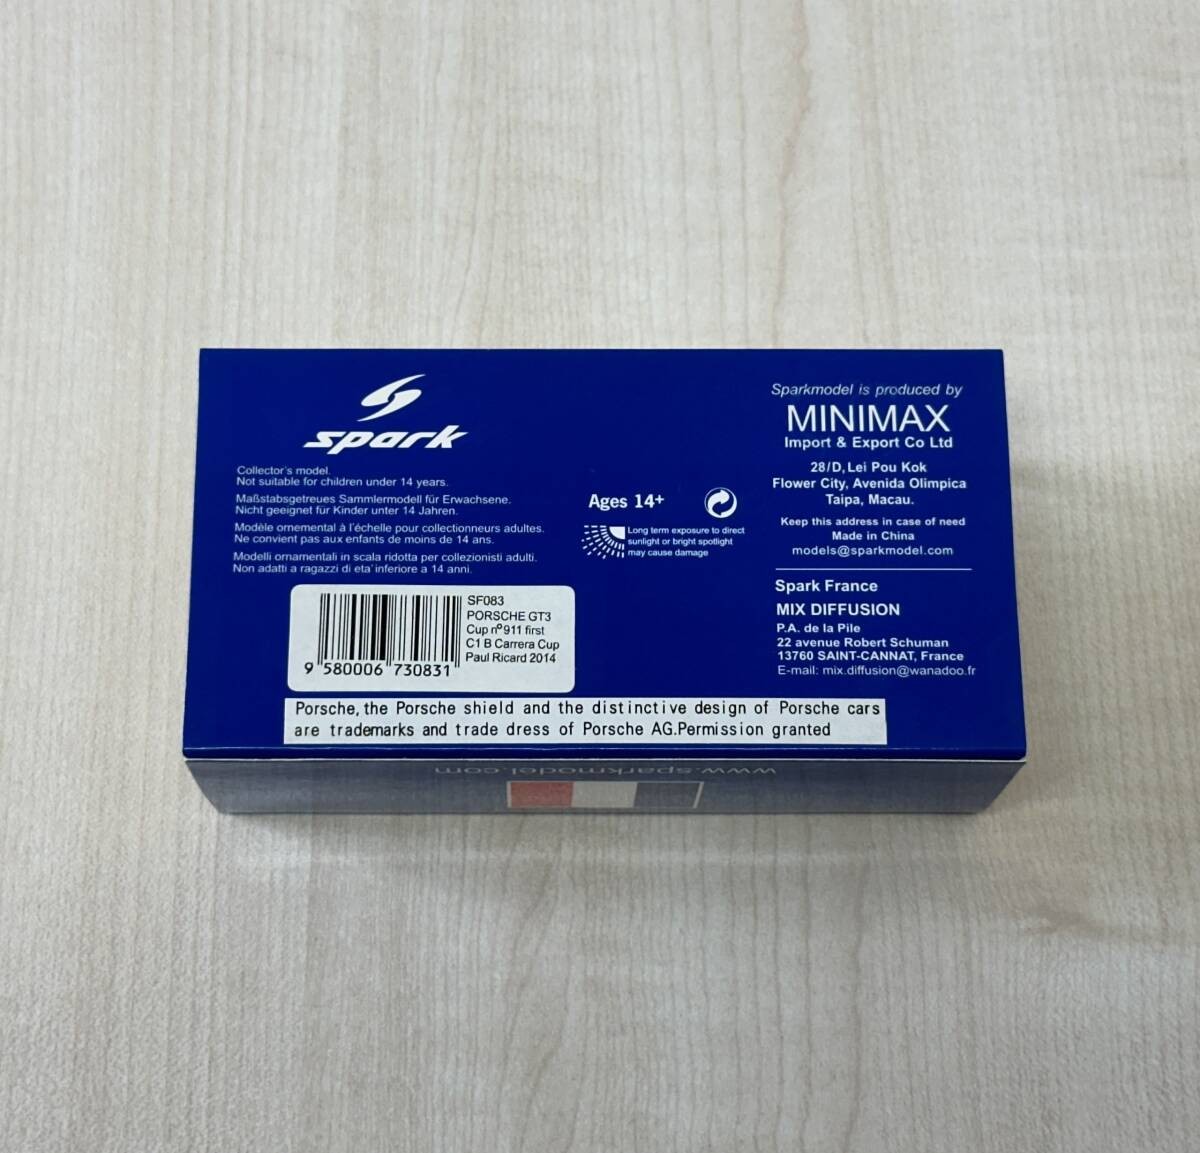 spark
Collector's model.
Not suitable for children under 14 years.
Maßstabsgetreues Sammlermodell für Erwachsene.
Nicht geeignet für Kinder unter 14 Jahren.
Modèle ornemental à l'échelle pour collectionneurs adultes.
Ne convient pas aux enfants de moins de 14 ans.
Modelli ornamentali in scala ridotta per collezionisti adulti.
Non adatti a ragazzi di eta' inferiore a 14 anni.
SF083
PORSCHE GT3
Cup nº911 first
C1 B Carrera Cup
Paul Ricard 2014
9 580006 730831
Ages 14+
Long term exposure to direct
sunlight or bright spotlight
may cause damage
Sparkmodel is produced by
MINIMAX
Import & Export Co Ltd
28/D, Lei Pou Kok
Flower City, Avenida Olimpica
Taipa, Macau.
Keep this address in case of need
Made in China
models@sparkmodel.com
Spark France
MIX DIFFUSION
P.A. de la Pile
22 avenue Robert Schuman
13760 SAINT-CANNAT, France
E-mail: mix.diffusion@wanadoo.fr
Porsche, the Porsche shield and the distinctive design of Porsche cars
are trademarks and trade dress of Porsche AG.Permission granted
www.sparkmodel.com